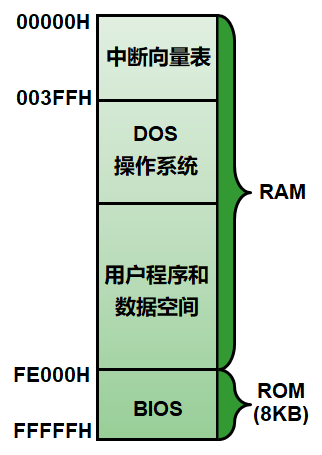 00000H
中断向量表
003FFH
DOS
操作系统
RAM
用户程序和
数据空间
FE000H
BIOS
ROM
(8KB)
FFFFFH